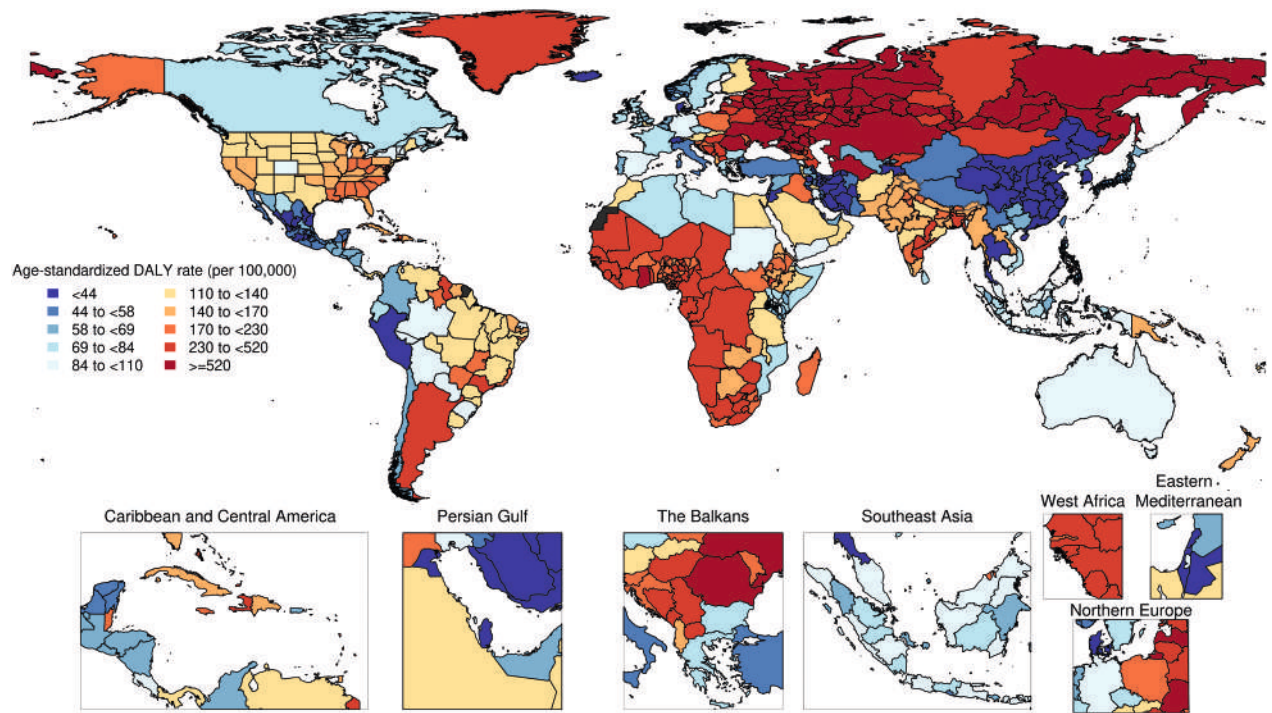 Age-standardized DALY rate (per 100,000)
<44
44 to <58
58 to <69
69 to <84
84 to <110
110 to <140
140 to <170
170 to <230
230 to <520
>=520
Caribbean and Central America
Persian Gulf
The Balkans
Southeast Asia
West Africa
Eastern
Mediterranean
Northern Europe